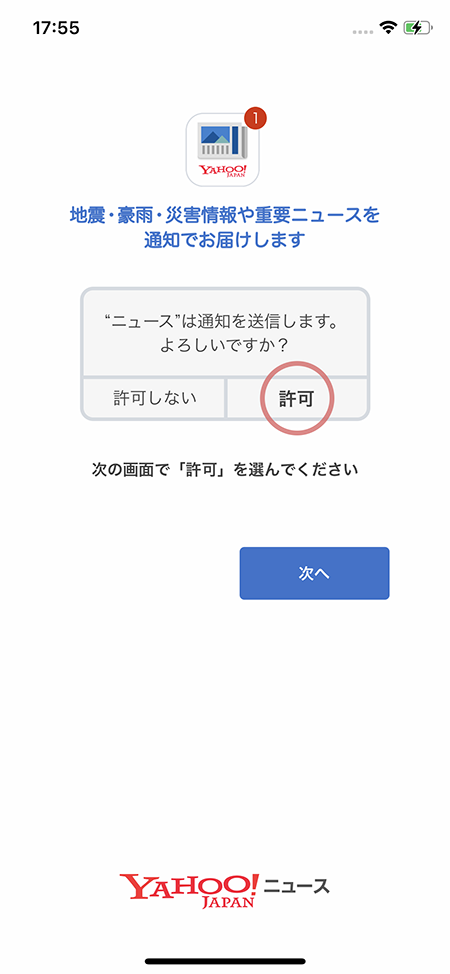 17:55
1
YAHOO!
JAPAN
地震・豪雨・災害情報や重要ニュースを
通知でお届けします
“ニュース”は通知を送信します。
よろしいですか？
許可しない
許可
次の画面で「許可」を選んでください
次へ
YAHOO! ニュース
JAPAN